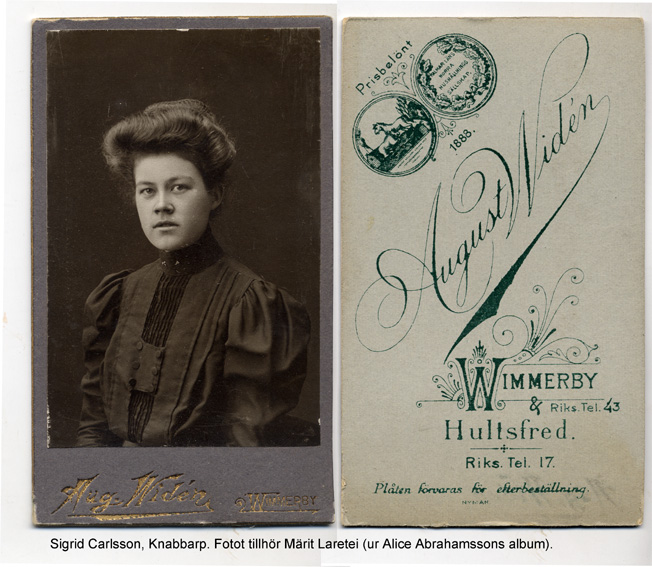 Aug. Widén
WIMMERBY
Prisbelönt
1888.
August Widén
WIMMERBY
& Riks. Tel. 43
Hultsfred.
Riks. Tel. 17.
Plåten förvaras för efterbeställning.
Sigrid Carlsson, Knabbarp. Fotot tillhör Märit Laretei (ur Alice Abrahamssons album).